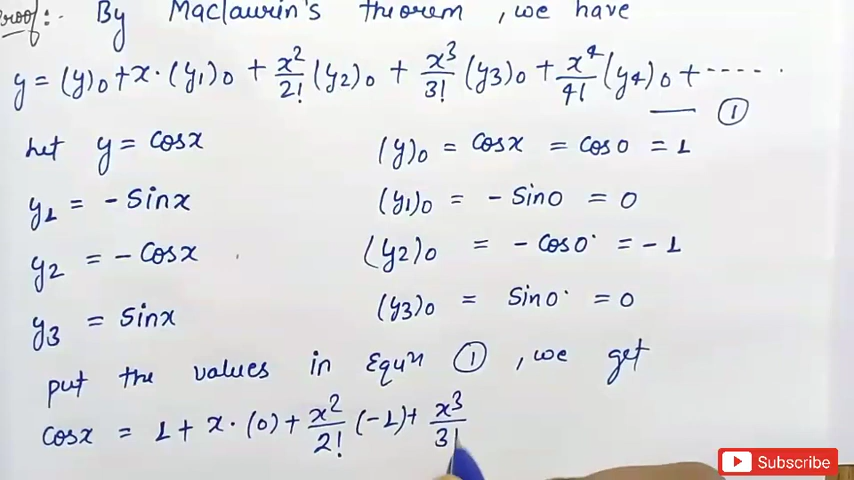 Proof:- By Maclaurin's theorem, we have
y = (y)₀ + x·(y₁)₀ + x²/2! (y₂)₀ + x³/3! (y₃)₀ + x⁴/4! (y₄)₀ + -----
— ①
Let y = cosx (y)₀ = cosx = cos0 = 1
y₁ = -Sinx (y₁)₀ = -Sin0 = 0
y₂ = -cosx (y₂)₀ = -cos0 = -1
y₃ = Sinx (y₃)₀ = Sin0 = 0
put the values in Equⁿ ①, we get
cosx = 1 + x·(0) + x²/2! (-1) + x³/3!
Subscribe